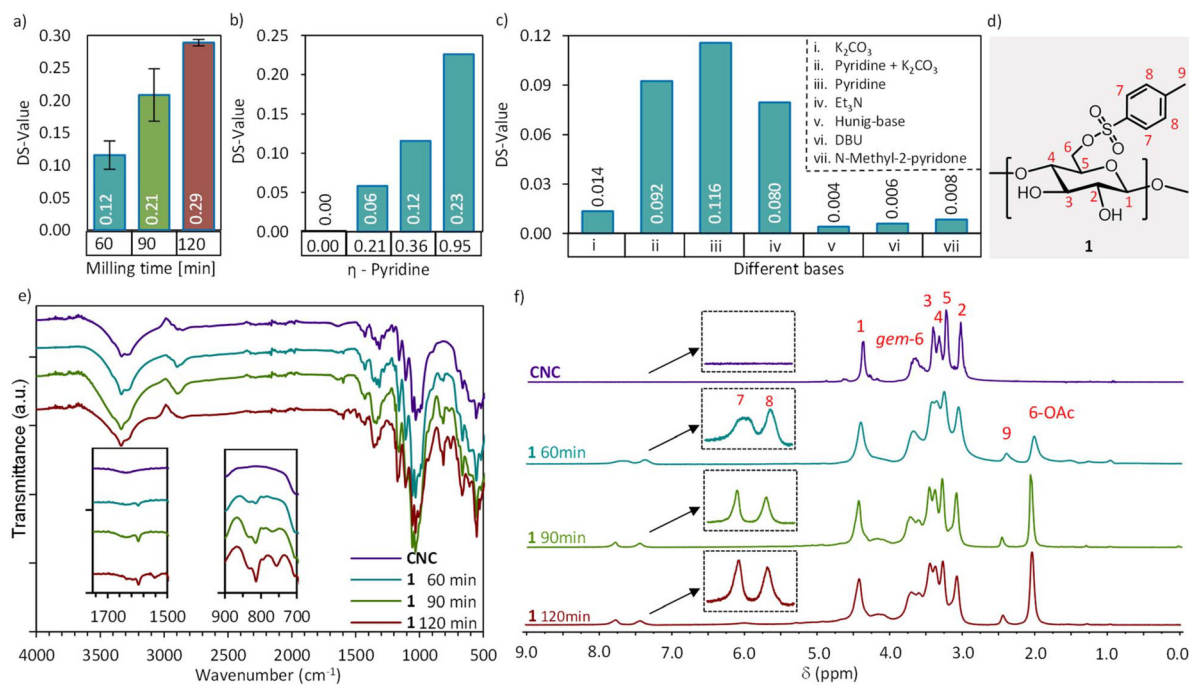 a)
0.30
0.25
0.20
0.15
0.10
0.05
0.00
DS-Value
0.12
0.21
0.29
60
90
120
Milling time [min]
b)
0.25
0.20
0.15
0.10
0.05
0.00
DS-Value
0.00
0.06
0.12
0.23
0.00
0.21
0.36
0.95
η - Pyridine
c)
0.12
0.09
0.06
0.03
0.00
DS-Value
0.014
0.092
0.116
0.080
0.004
0.006
0.008
i
ii
iii
iv
v
vi
vii
Different bases
i. K₂CO₃
ii. Pyridine + K₂CO₃
iii. Pyridine
iv. Et₃N
v. Hunig-base
vi. DBU
vii. N-Methyl-2-pyridone
d)
9
8
7
8
7
O
S
O
O
6
4
5
O
O
O
HO
3
2
1
OH
1
e)
Transmittance (a.u.)
1700
1500
900
800
700
CNC
1 60 min
1 90 min
1 120 min
4000
3500
3000
2500
2000
1500
1000
500
Wavenumber (cm⁻¹)
f)
CNC
1
gem-6
3
4
5
2
1 60min
7
8
9
6-OAc
1 90min
1 120min
9.0
8.0
7.0
6.0
5.0
4.0
3.0
2.0
1.0
0.0
δ (ppm)